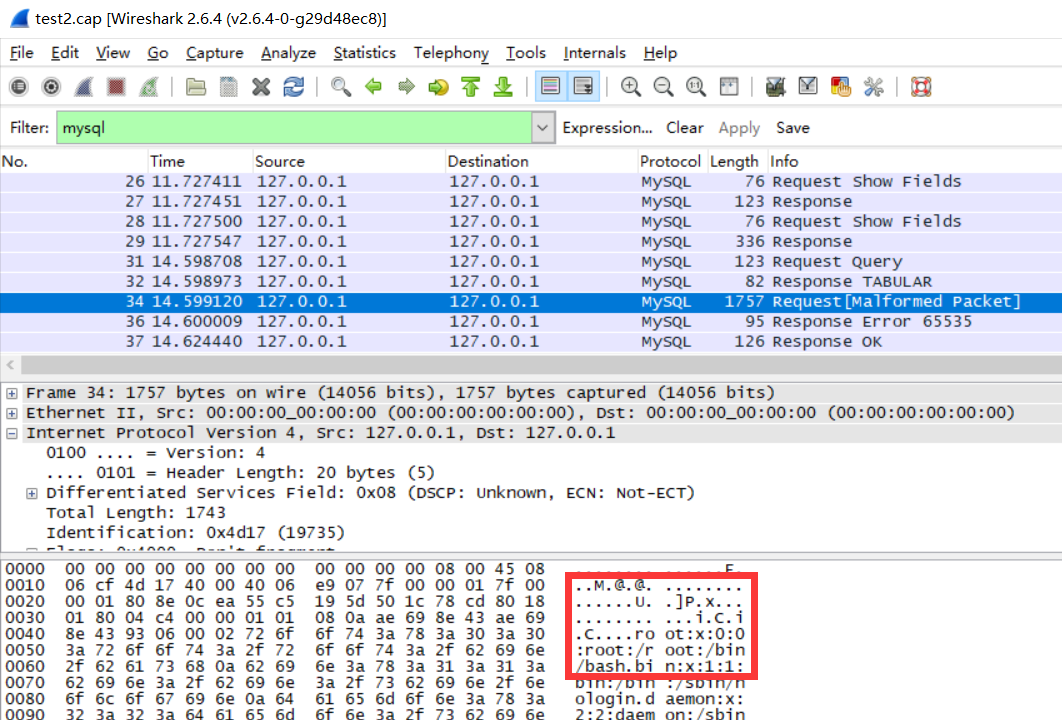 test2.cap [Wireshark 2.6.4 (v2.6.4-0-g29d48ec8)]
File Edit View Go Capture Analyze Statistics Telephony Tools Internals Help
Filter: mysql Expression... Clear Apply Save
No. Time Source Destination Protocol Length Info
26 11.727411 127.0.0.1 127.0.0.1 MySQL 76 Request Show Fields
27 11.727451 127.0.0.1 127.0.0.1 MySQL 123 Response
28 11.727500 127.0.0.1 127.0.0.1 MySQL 76 Request Show Fields
29 11.727547 127.0.0.1 127.0.0.1 MySQL 336 Response
31 14.598708 127.0.0.1 127.0.0.1 MySQL 123 Request Query
32 14.598973 127.0.0.1 127.0.0.1 MySQL 82 Response TABULAR
34 14.599120 127.0.0.1 127.0.0.1 MySQL 1757 Request[Malformed Packet]
36 14.600009 127.0.0.1 127.0.0.1 MySQL 95 Response Error 65535
37 14.624440 127.0.0.1 127.0.0.1 MySQL 126 Response OK
Frame 34: 1757 bytes on wire (14056 bits), 1757 bytes captured (14056 bits)
Ethernet II, Src: 00:00:00_00:00:00 (00:00:00:00:00:00), Dst: 00:00:00_00:00:00 (00:00:00:00:00:00)
Internet Protocol Version 4, Src: 127.0.0.1, Dst: 127.0.0.1
0100 .... = Version: 4
.... 0101 = Header Length: 20 bytes (5)
Differentiated Services Field: 0x08 (DSCP: Unknown, ECN: Not-ECT)
Total Length: 1743
Identification: 0x4d17 (19735)
Flags: 0x4000, Don't fragment
0000 00 00 00 00 00 00 00 00 00 00 00 00 08 00 45 08 ........ ......E.
0010 06 cf 4d 17 40 00 40 06 e9 07 7f 00 00 01 7f 00 ..M.@.@. ........
0020 00 01 80 8e 0c ea 55 c5 19 5d 50 1c 78 cd 80 18 ......U. .]P.x...
0030 01 80 04 c4 00 00 01 01 08 0a ae 69 8e 43 ae 69 ........ ...i.C.i
0040 8e 43 93 06 00 02 72 6f 6f 74 3a 78 3a 30 3a 30 .C....ro ot:x:0:0
0050 3a 72 6f 6f 74 3a 2f 72 6f 6f 74 3a 2f 62 69 6e :root:/r oot:/bin
0060 2f 62 61 73 68 0a 62 69 6e 3a 78 3a 31 3a 31 3a /bash.bi n:x:1:1:
0070 62 69 6e 3a 2f 62 69 6e 3a 2f 73 62 69 6e 2f 6e bin:/bin :/sbin/n
0080 6f 6c 6f 67 69 6e 0a 64 61 65 6d 6f 6e 3a 78 3a ologin.d aemon:x:
0090 32 3a 32 3a 64 61 65 6d 6f 6e 3a 2f 73 62 69 6e 2:2:daem on:/sbin